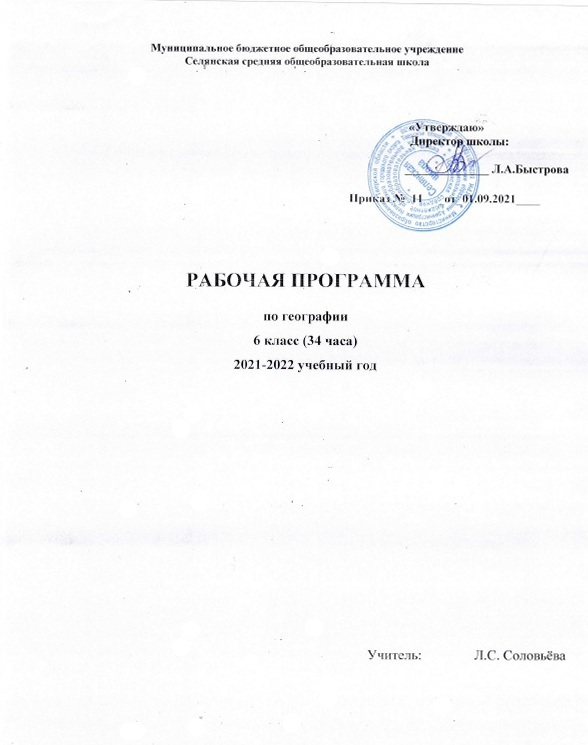 Муниципальное бюджетное общеобразовательное учреждение
Селянская средняя общеобразовательная школа
«Утверждаю»
Директор школы:
Л.А.Быстрова
Приказ № 11 от 01.09.2021
РАБОЧАЯ ПРОГРАММА
по географии
6 класс (34 часа)
2021-2022 учебный год
Учитель: Л.С. Соловьёва